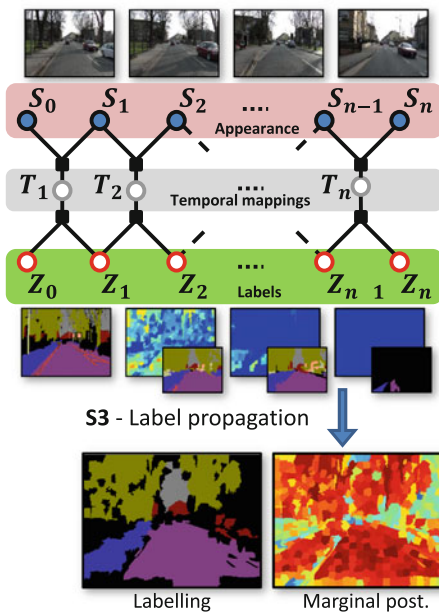 S₀ S₁ S₂ .... Sₙ₋₁ Sₙ
Appearance
T₁ T₂ .... Tₙ
Temporal mappings
Z₀ Z₁ Z₂ .... Zₙ ₁ Zₙ
Labels
S3 - Label propagation
Labelling Marginal post.